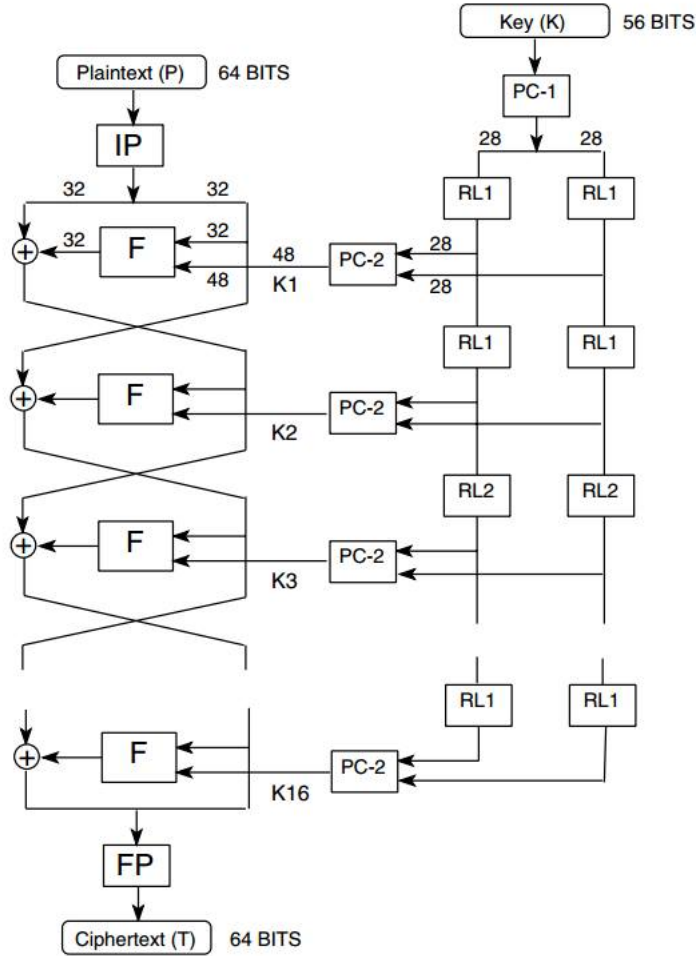 Key (K) 56 BITS
Plaintext (P) 64 BITS
PC-1
IP
28 28
32 32
RL1 RL1
32 F 32
48 PC-2 28
48 K1 28
RL1 RL1
F
K2 PC-2
RL2 RL2
F
K3 PC-2
RL1 RL1
F
K16 PC-2
FP
Ciphertext (T) 64 BITS